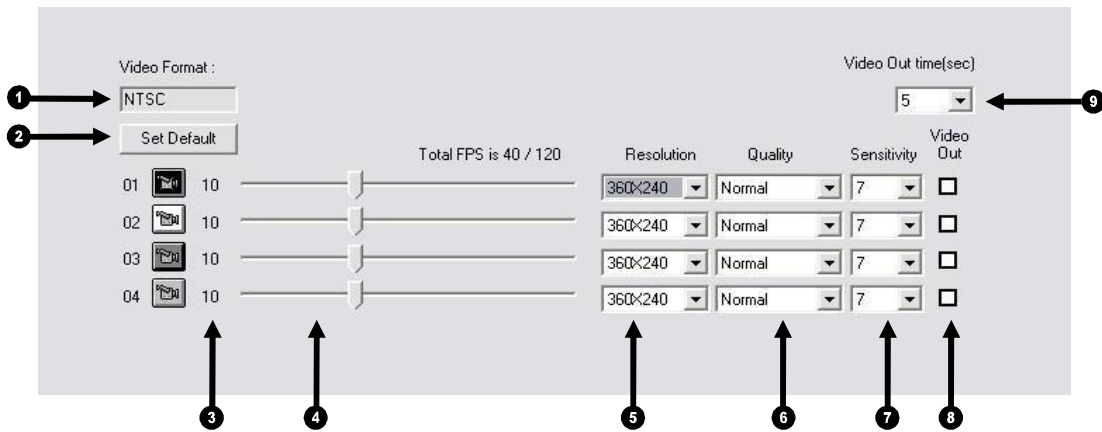 Video Format :
Video Out time(sec)
1
NTSC
5
9
2
Set Default
Total FPS is 40 / 120
Resolution
Quality
Sensitivity
Video Out
01 10 360X240 Normal 7
02 10 360X240 Normal 7
03 10 360X240 Normal 7
04 10 360X240 Normal 7
3 4 5 6 7 8